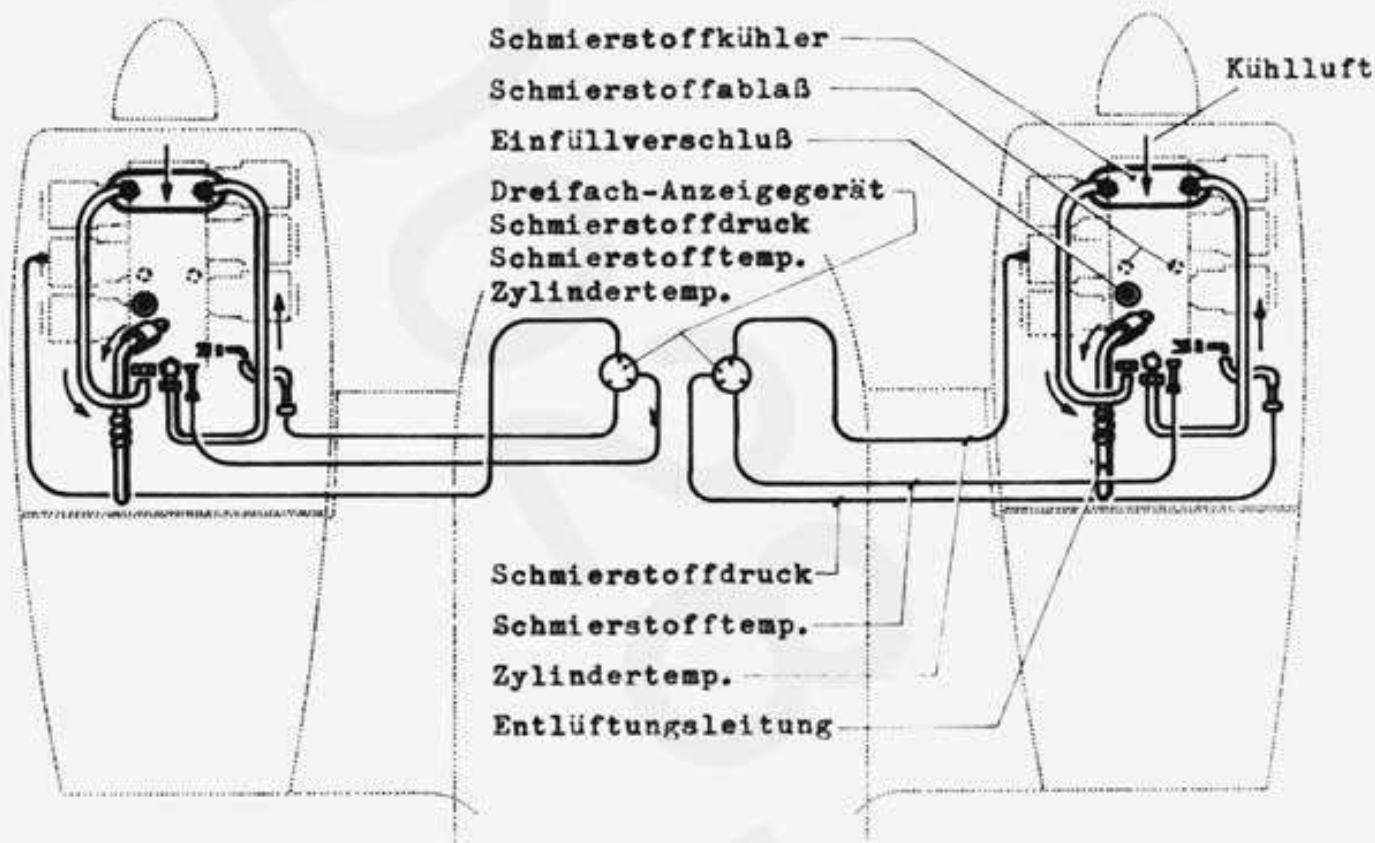 Schmierstoffkühler
Kühlluft
Schmierstoffablaß
Einfüllverschluß
Dreifach-Anzeigegerät
Schmierstoffdruck
Schmierstofftemp.
Zylindertemp.
Schmierstoffdruck
Schmierstofftemp.
Zylindertemp.
Entlüftungsleitung